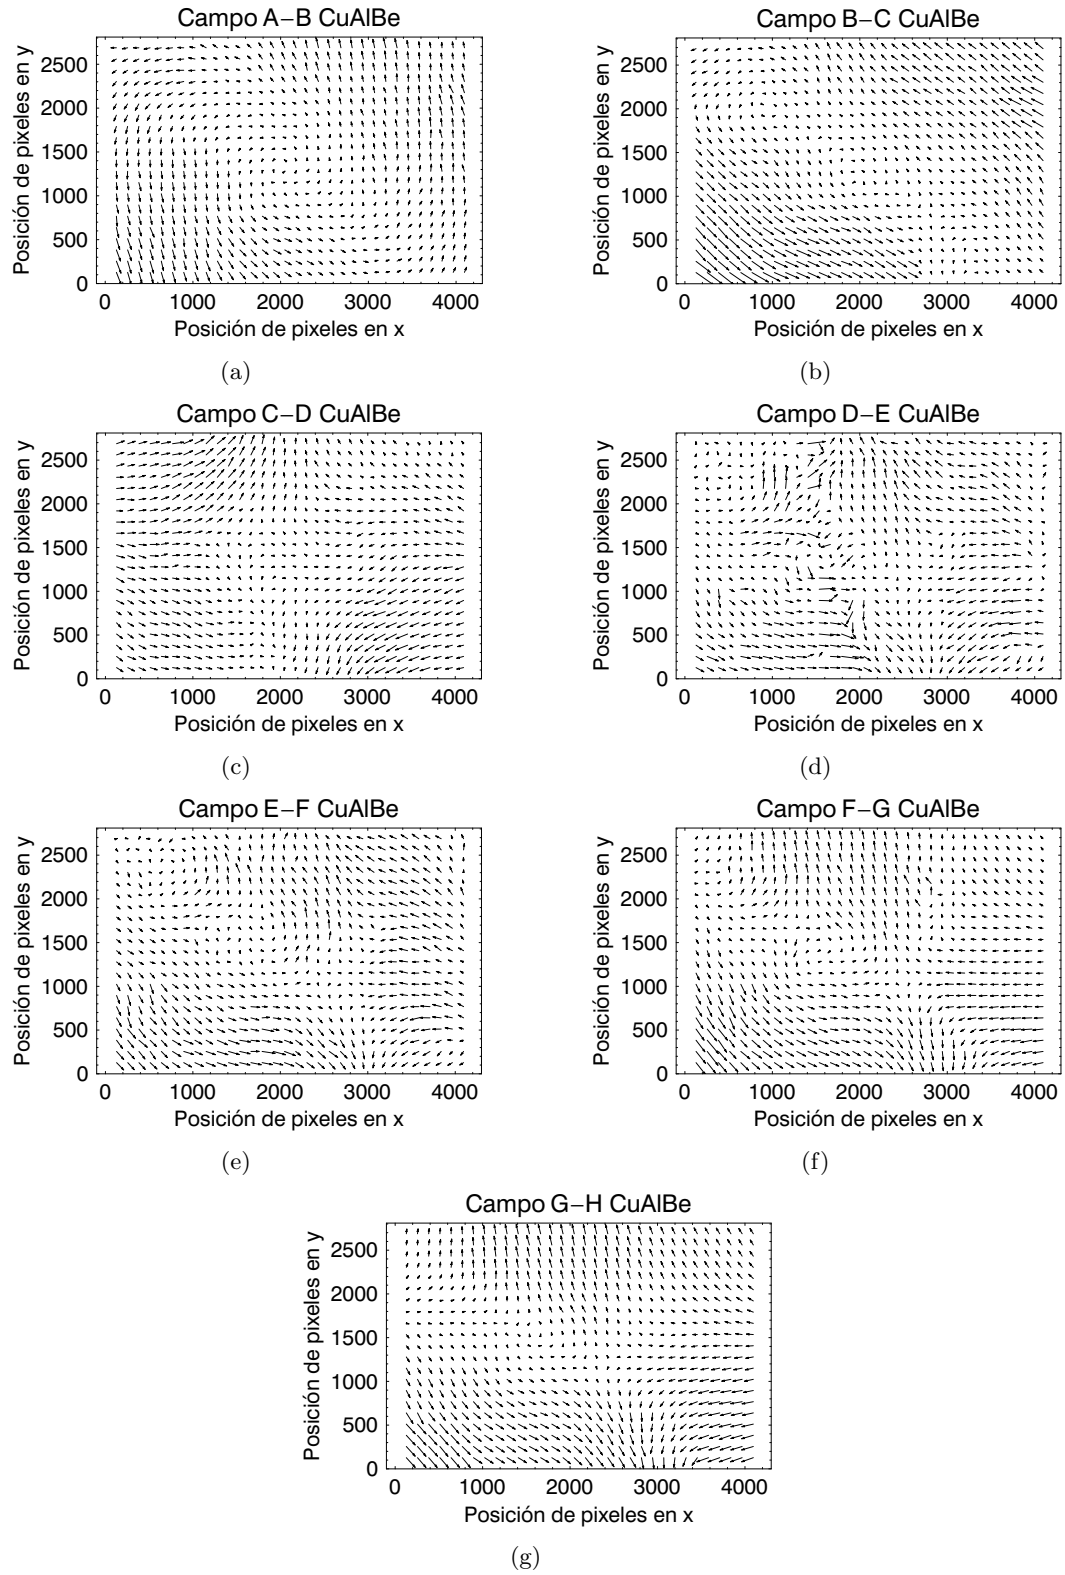 Campo A–B CuAlBe
Posición de pixeles en y
2500
2000
1500
1000
500
0
0 1000 2000 3000 4000
Posición de pixeles en x
(a)
Campo B–C CuAlBe
Posición de pixeles en y
2500
2000
1500
1000
500
0
0 1000 2000 3000 4000
Posición de pixeles en x
(b)
Campo C–D CuAlBe
Posición de pixeles en y
2500
2000
1500
1000
500
0
0 1000 2000 3000 4000
Posición de pixeles en x
(c)
Campo D–E CuAlBe
Posición de pixeles en y
2500
2000
1500
1000
500
0
0 1000 2000 3000 4000
Posición de pixeles en x
(d)
Campo E–F CuAlBe
Posición de pixeles en y
2500
2000
1500
1000
500
0
0 1000 2000 3000 4000
Posición de pixeles en x
(e)
Campo F–G CuAlBe
Posición de pixeles en y
2500
2000
1500
1000
500
0
0 1000 2000 3000 4000
Posición de pixeles en x
(f)
Campo G–H CuAlBe
Posición de pixeles en y
2500
2000
1500
1000
500
0
0 1000 2000 3000 4000
Posición de pixeles en x
(g)